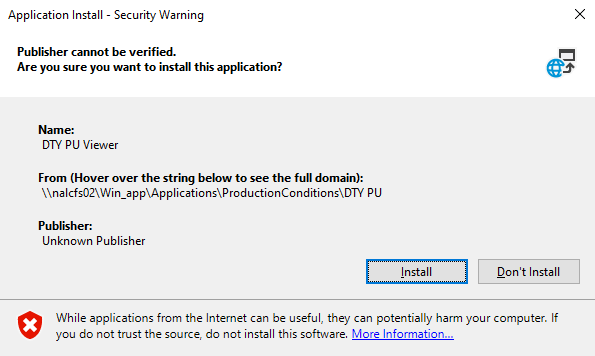 Application Install - Security Warning
Publisher cannot be verified.
Are you sure you want to install this application?
Name:
DTY PU Viewer
From (Hover over the string below to see the full domain):
\\nalcfs02\Win_app\Applications\ProductionConditions\DTY PU
Publisher:
Unknown Publisher
Install
Don't Install
While applications from the Internet can be useful, they can potentially harm your computer. If
you do not trust the source, do not install this software. More Information...